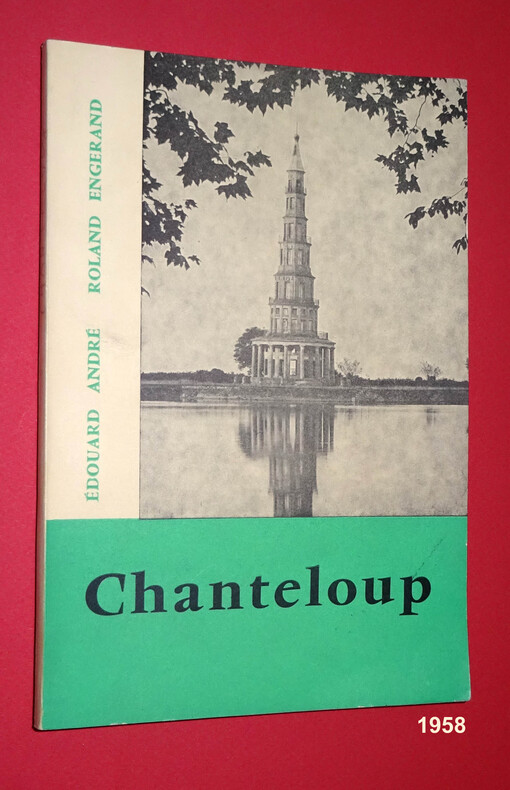 ÉDOUARD ANDRÉ ROLAND ENGERAND
Chanteloup
1958